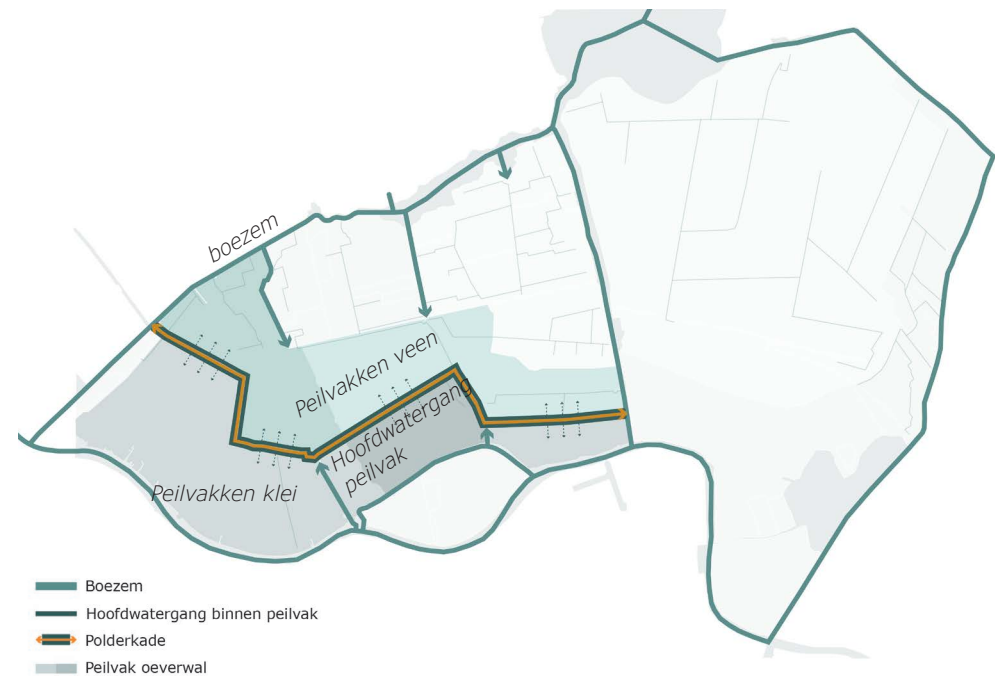 boezem
Peilvakken veen
Hoofdwatergang
peilvak
Peilvakken klei
Boezem
Hoofdwatergang binnen peilvak
Polderkade
Peilvak oeverwal